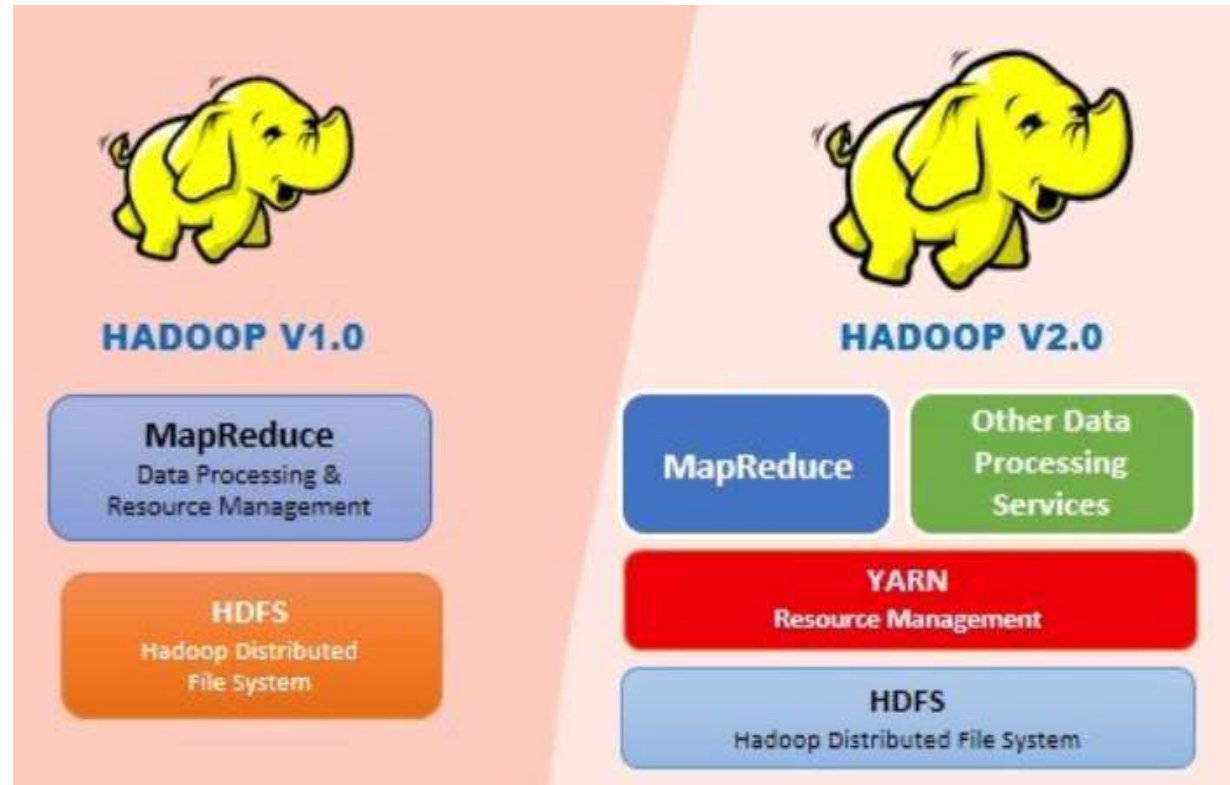 HADOOP V1.0
MapReduce
Data Processing &
Resource Management
HDFS
Hadoop Distributed
File System
HADOOP V2.0
MapReduce
Other Data
Processing
Services
YARN
Resource Management
HDFS
Hadoop Distributed File System